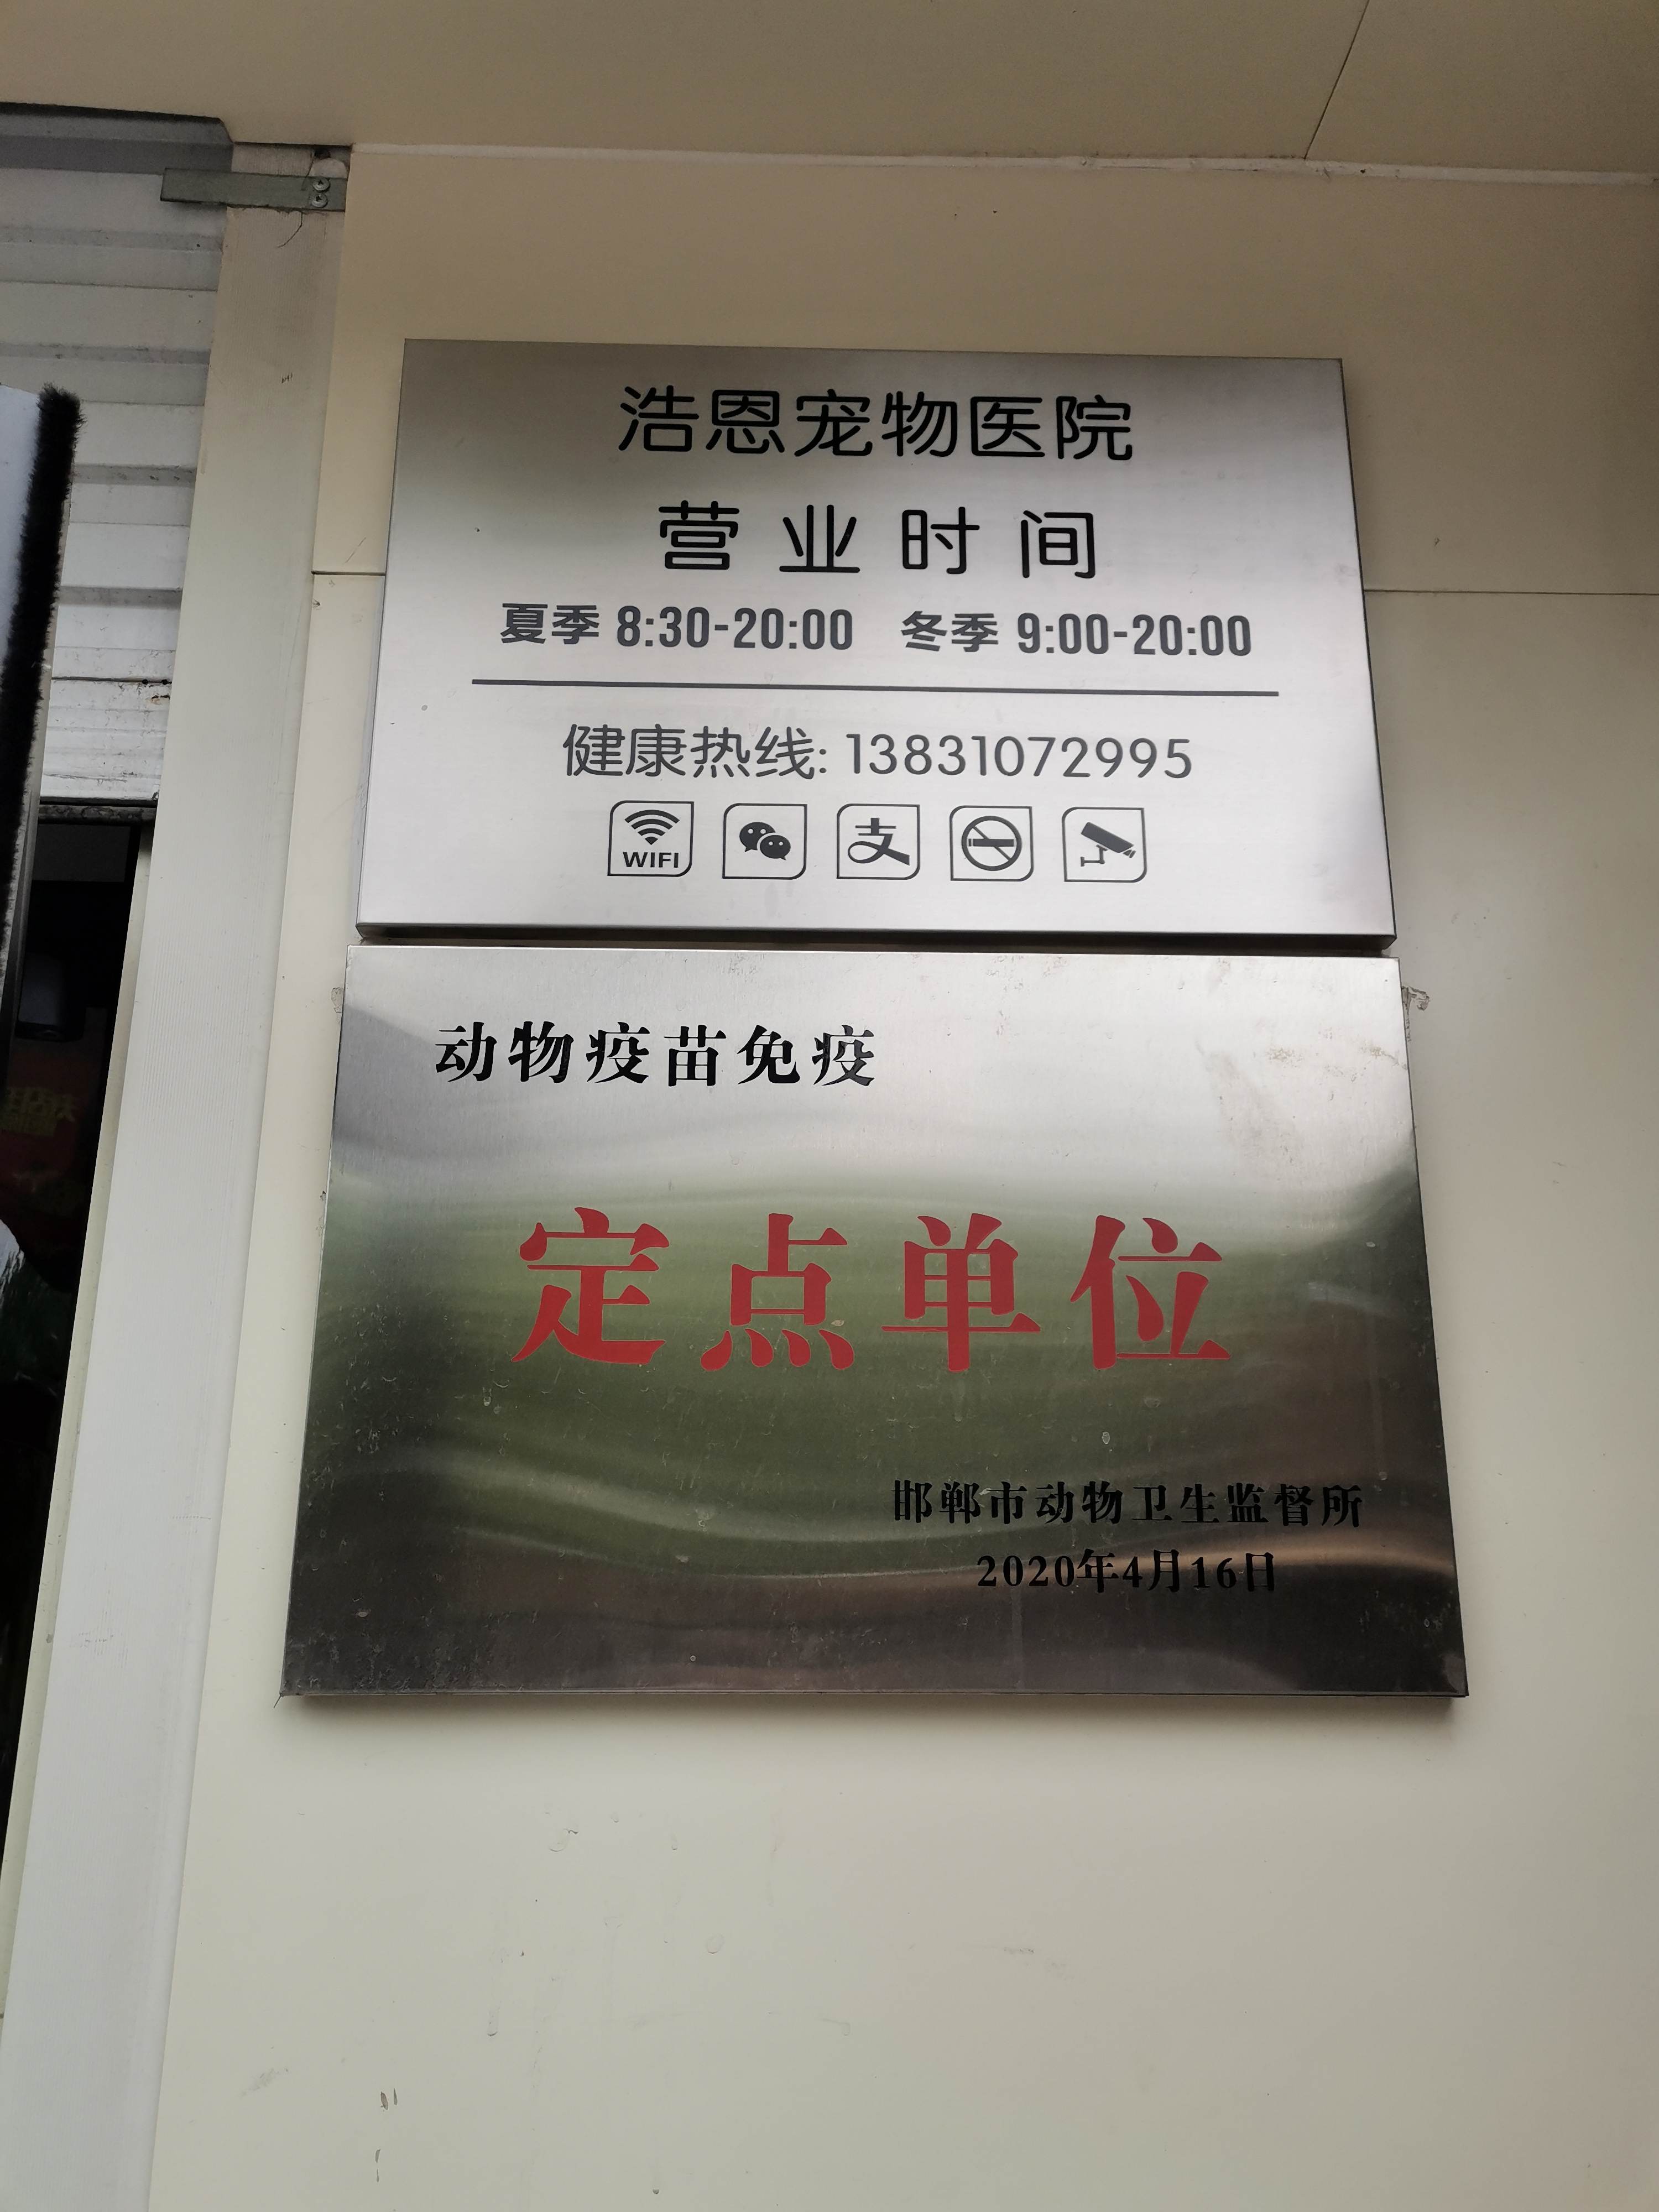 浩恩宠物医院
营业时间
夏季 8:30-20:00 冬季 9:00-20:00
健康热线: 13831072995
WIFI
支
动物疫苗免疫
定点单位
邯郸市动物卫生监督所
2020年4月16日